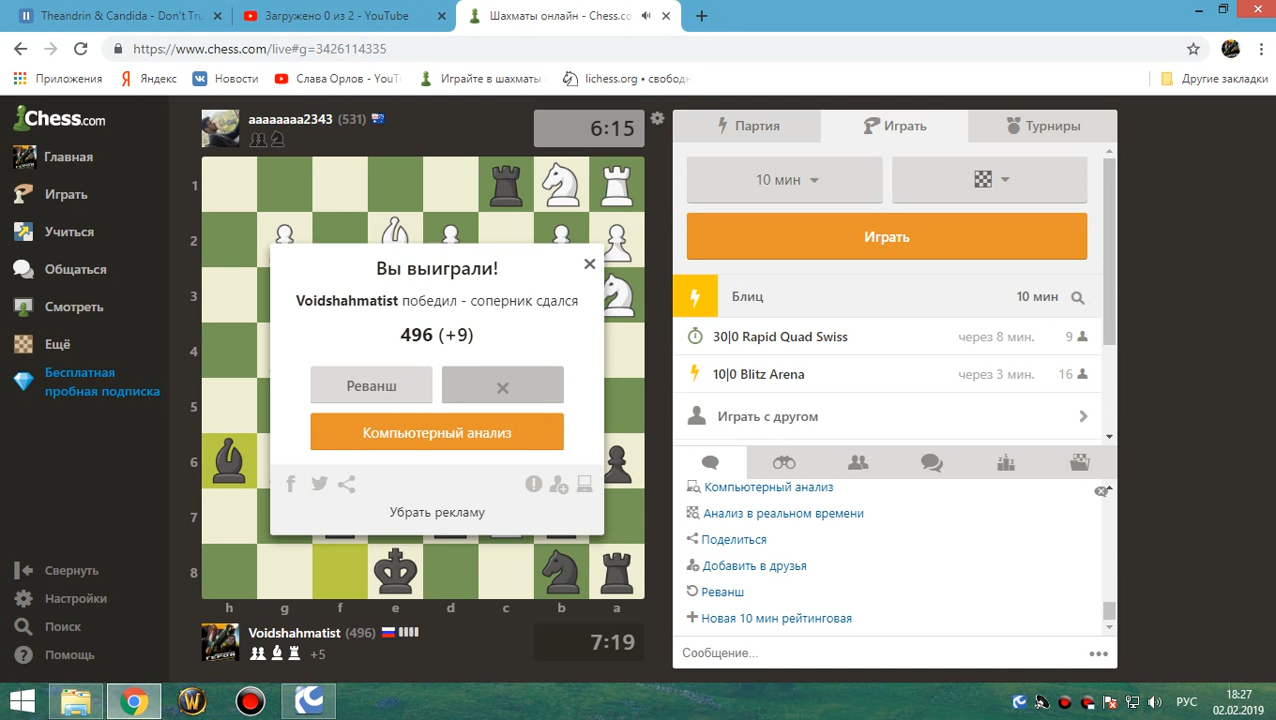 Theandrin & Candida - Don't Tru
Загружено 0 из 2 - YouTube
Шахматы онлайн - Chess.co
https://www.chess.com/live#g=3426114335
Приложения
Яндекс
Новости
Слава Орлов - YouT
Играйте в шахматы
lichess.org • свобод
Другие закладки
Chess.com
Главная
Играть
Учиться
Общаться
Смотреть
Ещё
Бесплатная
пробная подписка
Свернуть
Настройки
Поиск
Помощь
aaaaaaaa2343 (531)
6:15
1
2
3
4
5
6
7
8
h g f e d c b a
Вы выиграли!
Voidshahmatist победил - соперник сдался
496 (+9)
Реванш
Компьютерный анализ
Убрать рекламу
Voidshahmatist (496)
+5
7:19
Партия
Играть
Турниры
10 мин
Играть
Блиц 10 мин
30|0 Rapid Quad Swiss через 8 мин. 9
10|0 Blitz Arena через 3 мин. 16
Играть с другом
Компьютерный анализ
Анализ в реальном времени
Поделиться
Добавить в друзья
Реванш
Новая 10 мин рейтинговая
Сообщение...
РУС
18:27
02.02.2019